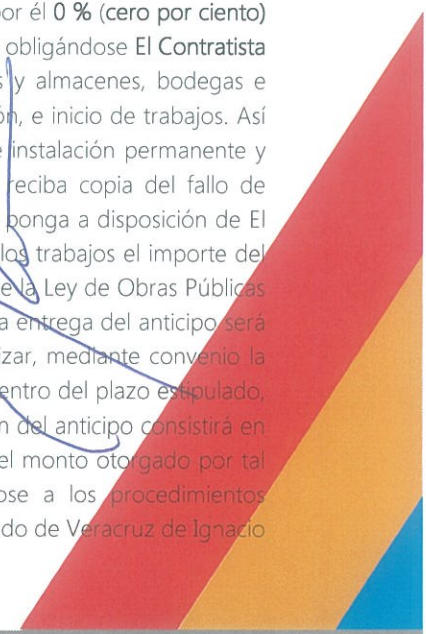 por él 0 % (cero por ciento)
obligándose El Contratista
y almacenes, bodegas e
ón, e inicio de trabajos. Así
instalación permanente y
reciba copia del fallo de
ponga a disposición de El
los trabajos el importe del
e la Ley de Obras Públicas
a entrega del anticipo será
izar, mediante convenio la
entro del plazo estipulado,
n del anticipo consistirá en
el monto otorgado por tal
ose a los procedimientos
do de Veracruz de Ignacio